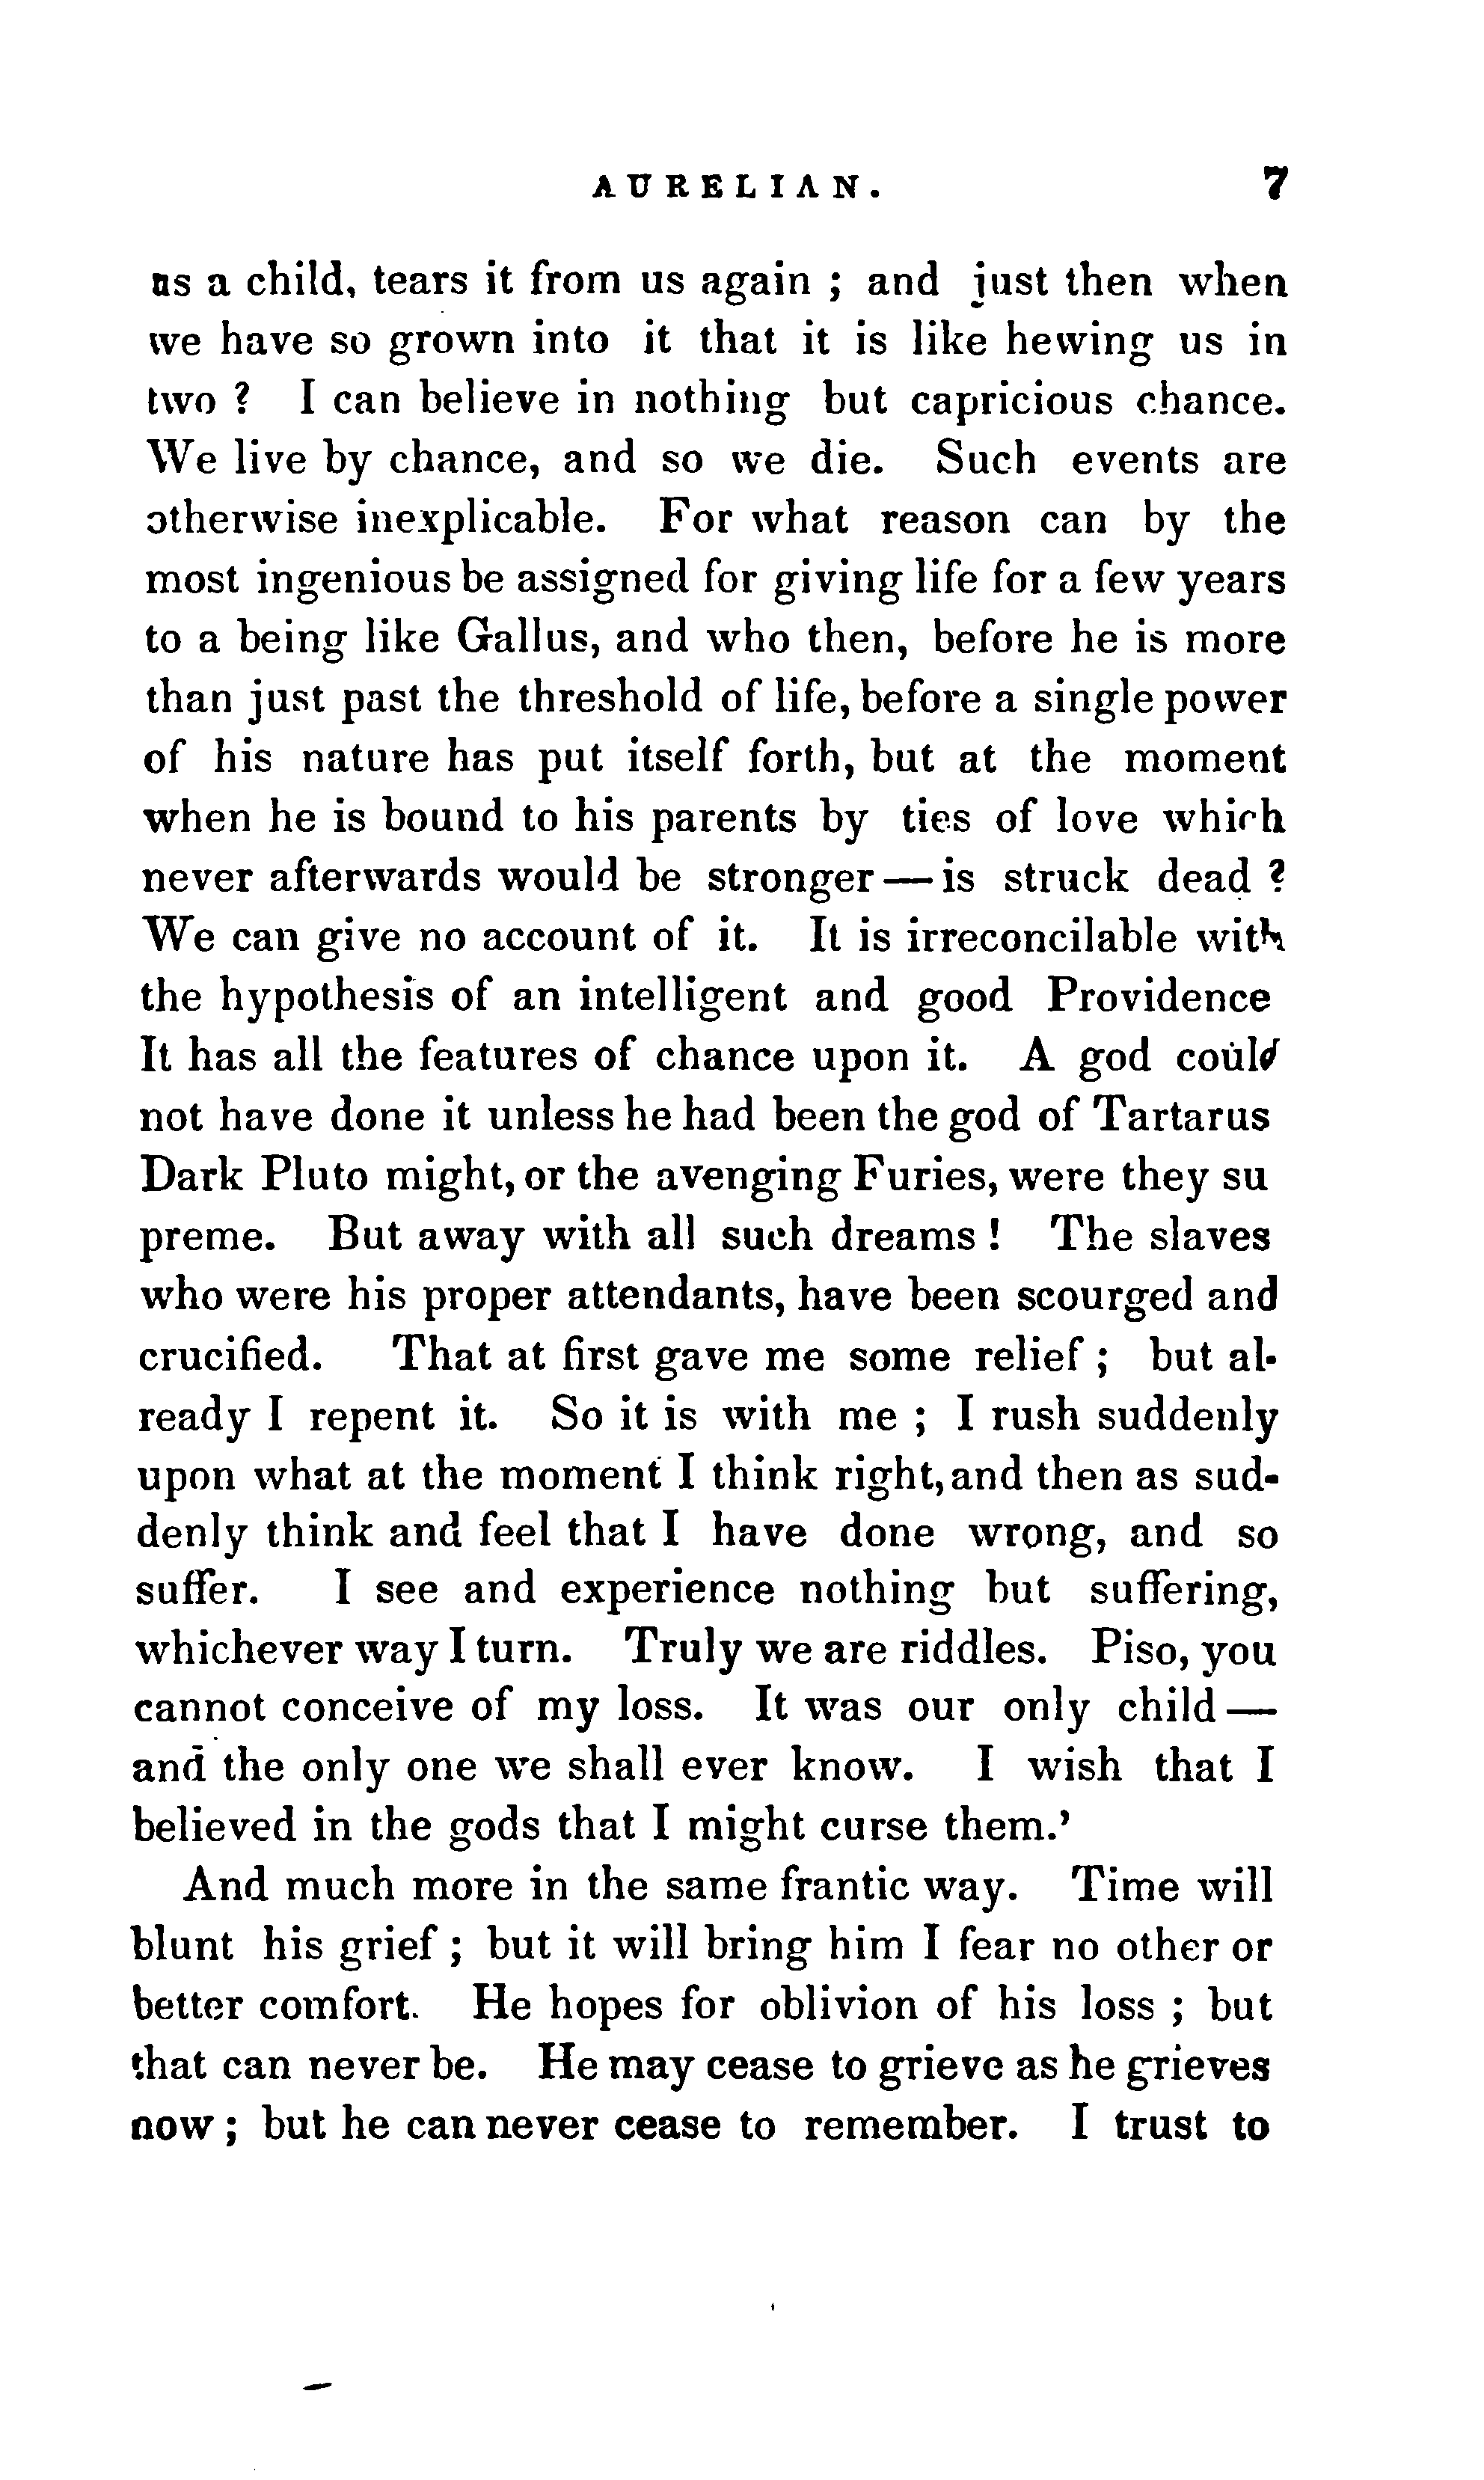 AURELIAN. 7
as a child, tears it from us again ; and just then when
we have so grown into it that it is like hewing us in
two ? I can believe in nothing but capricious chance.
We live by chance, and so we die. Such events are
otherwise inexplicable. For what reason can by the
most ingenious be assigned for giving life for a few years
to a being like Gallus, and who then, before he is more
than just past the threshold of life, before a single power
of his nature has put itself forth, but at the moment
when he is bound to his parents by ties of love which
never afterwards would be stronger — is struck dead ?
We can give no account of it. It is irreconcilable with
the hypothesis of an intelligent and good Providence
It has all the features of chance upon it. A god could
not have done it unless he had been the god of Tartarus
Dark Pluto might, or the avenging Furies, were they su
preme. But away with all such dreams ! The slaves
who were his proper attendants, have been scourged and
crucified. That at first gave me some relief ; but al-
ready I repent it. So it is with me ; I rush suddenly
upon what at the moment I think right, and then as sud-
denly think and feel that I have done wrong, and so
suffer. I see and experience nothing but suffering,
whichever way I turn. Truly we are riddles. Piso, you
cannot conceive of my loss. It was our only child —
and the only one we shall ever know. I wish that I
believed in the gods that I might curse them.'
And much more in the same frantic way. Time will
blunt his grief ; but it will bring him I fear no other or
better comfort. He hopes for oblivion of his loss ; but
that can never be. He may cease to grieve as he grieves
now ; but he can never cease to remember. I trust to